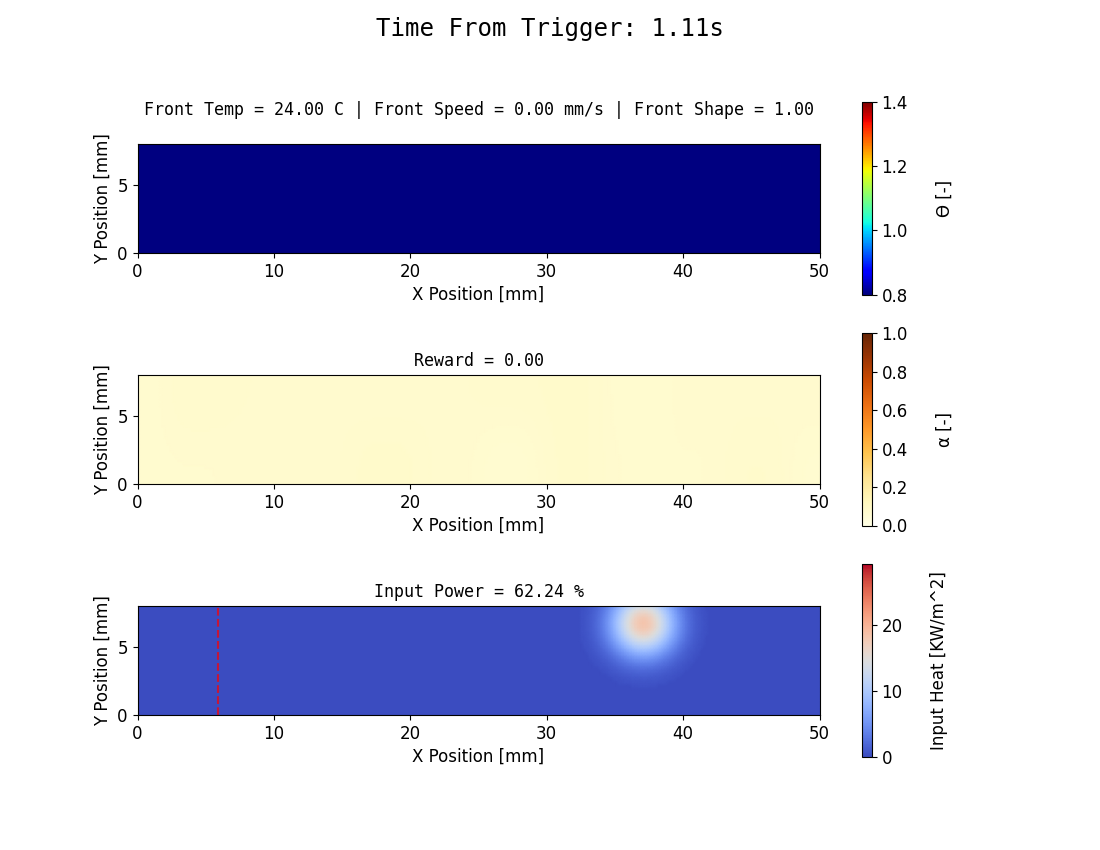 Time From Trigger: 1.11s
Front Temp = 24.00 C | Front Speed = 0.00 mm/s | Front Shape = 1.00
Y Position [mm]
5
0
0 10 20 30 40 50
X Position [mm]
1.4
1.2
1.0
0.8
Θ [-]
Reward = 0.00
Y Position [mm]
5
0
0 10 20 30 40 50
X Position [mm]
1.0
0.8
0.6
0.4
0.2
0.0
α [-]
Input Power = 62.24 %
Y Position [mm]
5
0
0 10 20 30 40 50
X Position [mm]
20
10
0
Input Heat [KW/m^2]